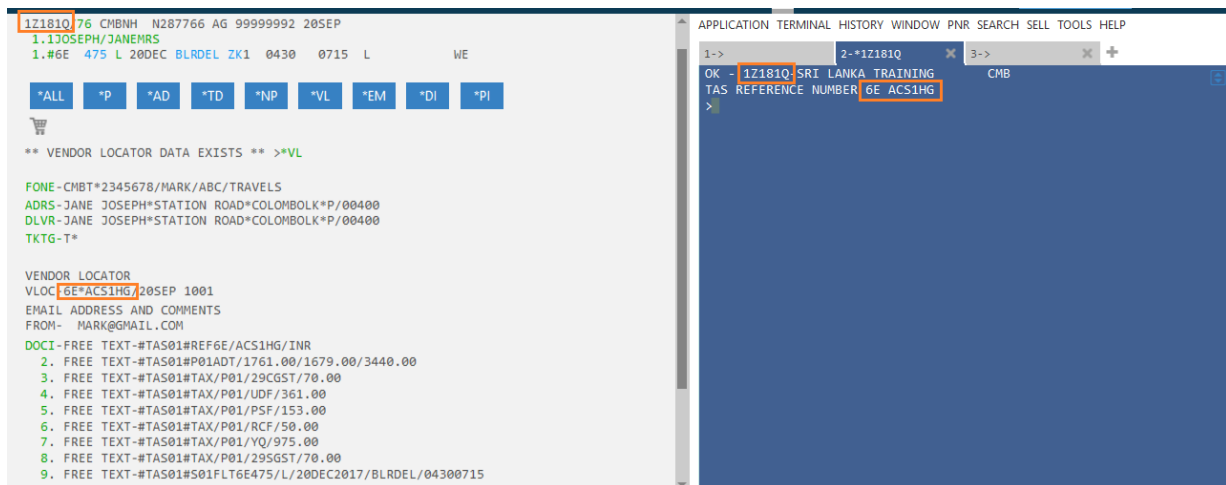 1Z181Q/76 CMBNH N287766 AG 99999992 20SEP
1.1JOSEPH/JANEMRS
1.#6E 475 L 20DEC BLRDEL ZK1 0430 0715 L WE
*ALL *P *AD *TD *NP *VL *EM *DI *PI
** VENDOR LOCATOR DATA EXISTS ** >*VL
FONE-CMBT*2345678/MARK/ABC/TRAVELS
ADRS-JANE JOSEPH*STATION ROAD*COLOMBOLK*P/00400
DLVR-JANE JOSEPH*STATION ROAD*COLOMBOLK*P/00400
TKTG-T*
VENDOR LOCATOR
VLOC-6E*ACS1HG/20SEP 1001
EMAIL ADDRESS AND COMMENTS
FROM- MARK@GMAIL.COM
DOCI-FREE TEXT-#TAS01#REF6E/ACS1HG/INR
2. FREE TEXT-#TAS01#P01ADT/1761.00/1679.00/3440.00
3. FREE TEXT-#TAS01#TAX/P01/29CGST/70.00
4. FREE TEXT-#TAS01#TAX/P01/UDF/361.00
5. FREE TEXT-#TAS01#TAX/P01/PSF/153.00
6. FREE TEXT-#TAS01#TAX/P01/RCF/50.00
7. FREE TEXT-#TAS01#TAX/P01/YQ/975.00
8. FREE TEXT-#TAS01#TAX/P01/29SGST/70.00
9. FREE TEXT-#TAS01#S01FLT6E475/L/20DEC2017/BLRDEL/04300715
APPLICATION TERMINAL HISTORY WINDOW PNR SEARCH SELL TOOLS HELP
1-> 2-*1Z181Q 3->
OK - 1Z181Q-SRI LANKA TRAINING CMB
TAS REFERENCE NUMBER 6E ACS1HG
>